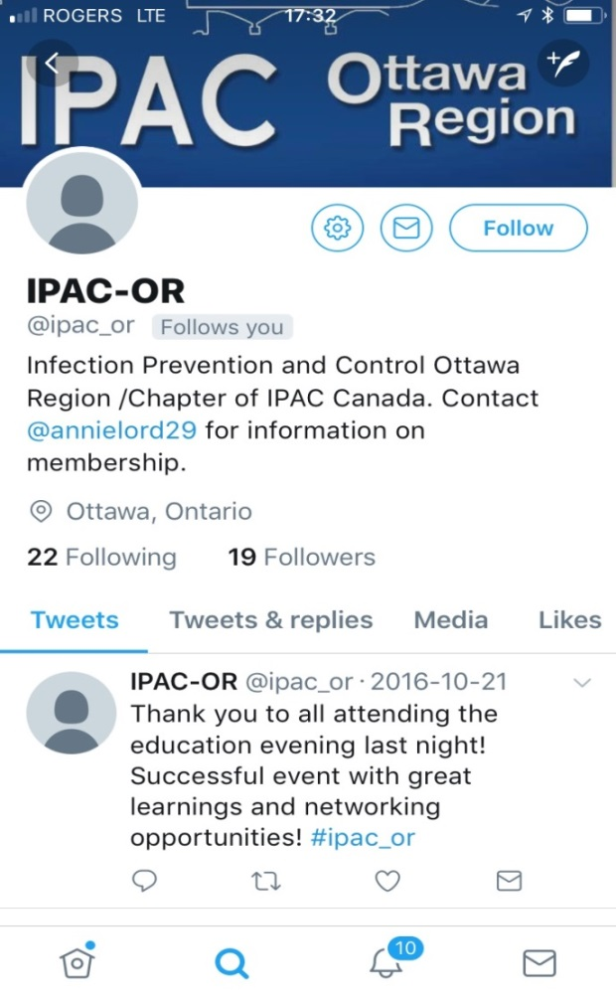 ROGERS LTE 17:32
IPAC Ottawa
Region
Follow
IPAC-OR
@ipac_or Follows you
Infection Prevention and Control Ottawa
Region /Chapter of IPAC Canada. Contact
@annielord29 for information on
membership.
Ottawa, Ontario
22 Following 19 Followers
Tweets Tweets & replies Media Likes
IPAC-OR @ipac_or · 2016-10-21
Thank you to all attending the
education evening last night!
Successful event with great
learnings and networking
opportunities! #ipac_or
10